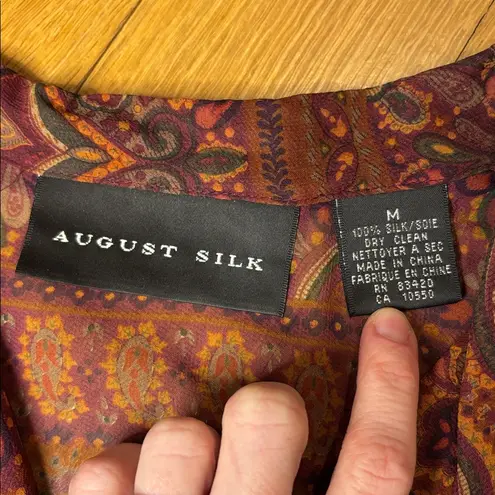 AUGUST SILK
M
100% SILK/SOIE
DRY CLEAN
NETTOYER A SEC
MADE IN CHINA
FABRIQUE EN CHINE
RN 83420
CA 10550